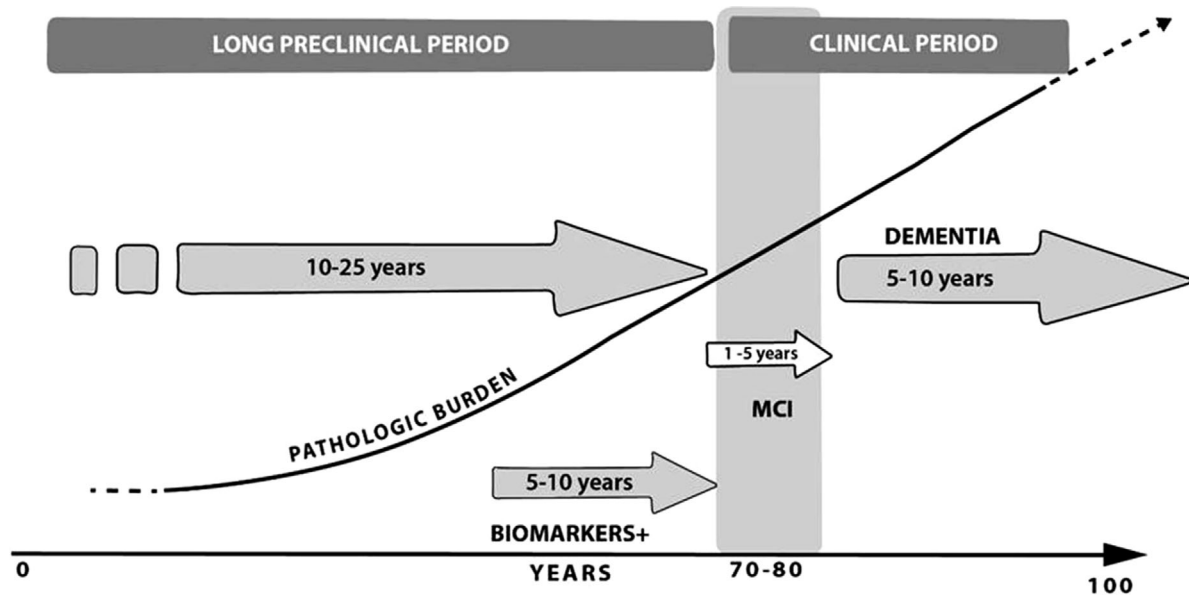 LONG PRECLINICAL PERIOD
CLINICAL PERIOD
10-25 years
DEMENTIA
5-10 years
1 -5 years
PATHOLOGIC BURDEN
MCI
5-10 years
BIOMARKERS+
0
YEARS
70-80
100